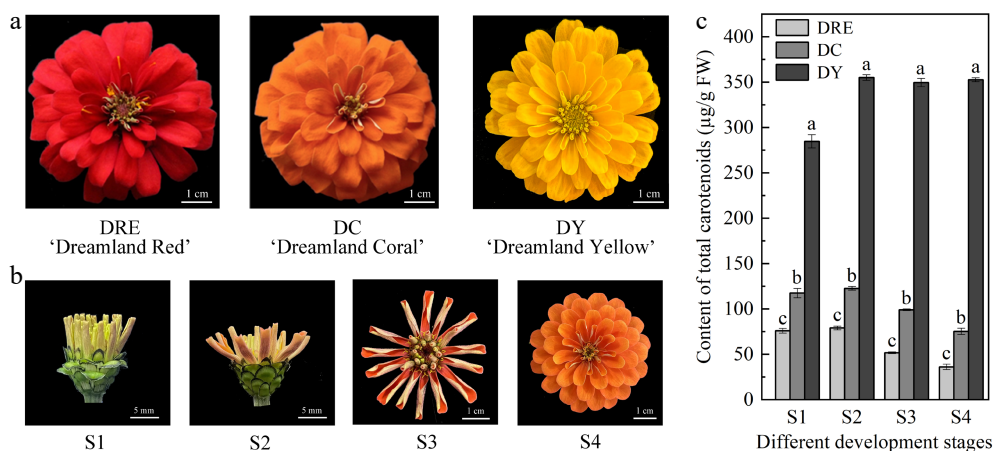 a
1 cm
1 cm
1 cm
DRE
‘Dreamland Red’
DC
‘Dreamland Coral’
DY
‘Dreamland Yellow’
b
5 mm
5 mm
1 cm
1 cm
S1
S2
S3
S4
c
DRE
DC
DY
Content of total carotenoids (µg/g FW)
400
350
300
250
200
150
100
50
0
c
b
a
c
b
a
c
b
a
c
b
a
S1
S2
S3
S4
Different development stages